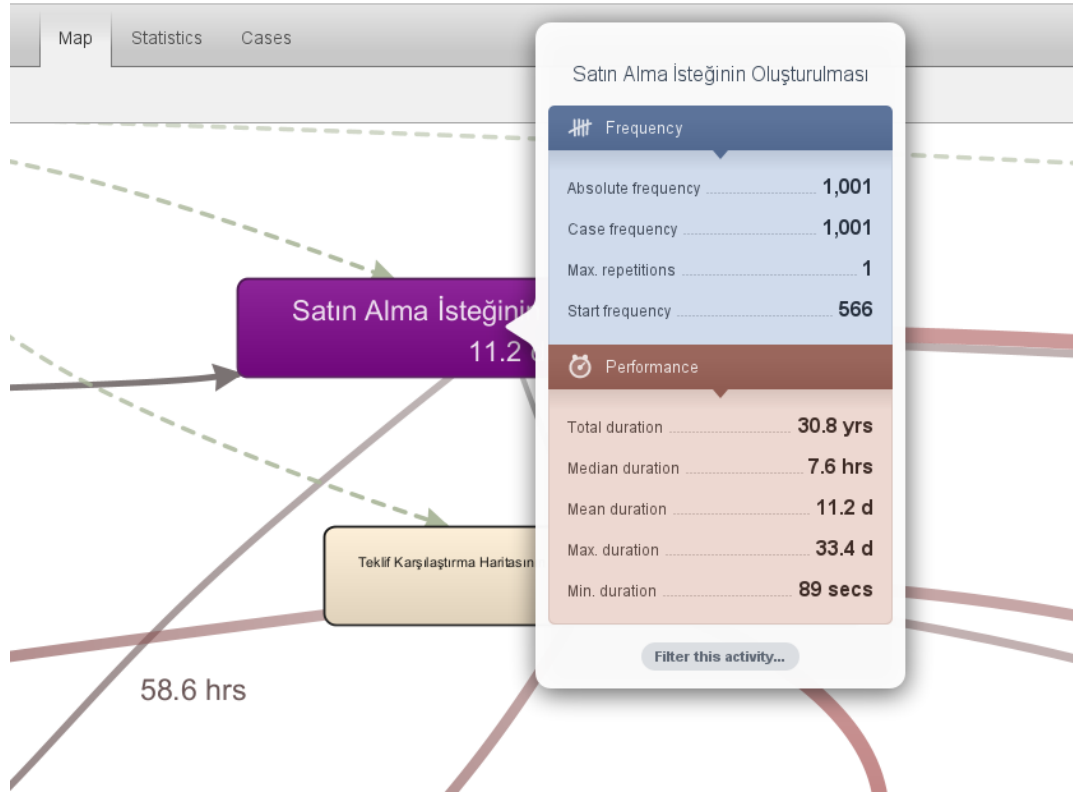 Map Statistics Cases
Satın Alma İsteğinin Oluşturulması
Frequency
Absolute frequency 1,001
Case frequency 1,001
Max. repetitions 1
Start frequency 566
Performance
Total duration 30.8 yrs
Median duration 7.6 hrs
Mean duration 11.2 d
Max. duration 33.4 d
Min. duration 89 secs
Filter this activity...
Satın Alma İsteğinin
11.2
Teklif Karşılaştırma Haritasın
58.6 hrs